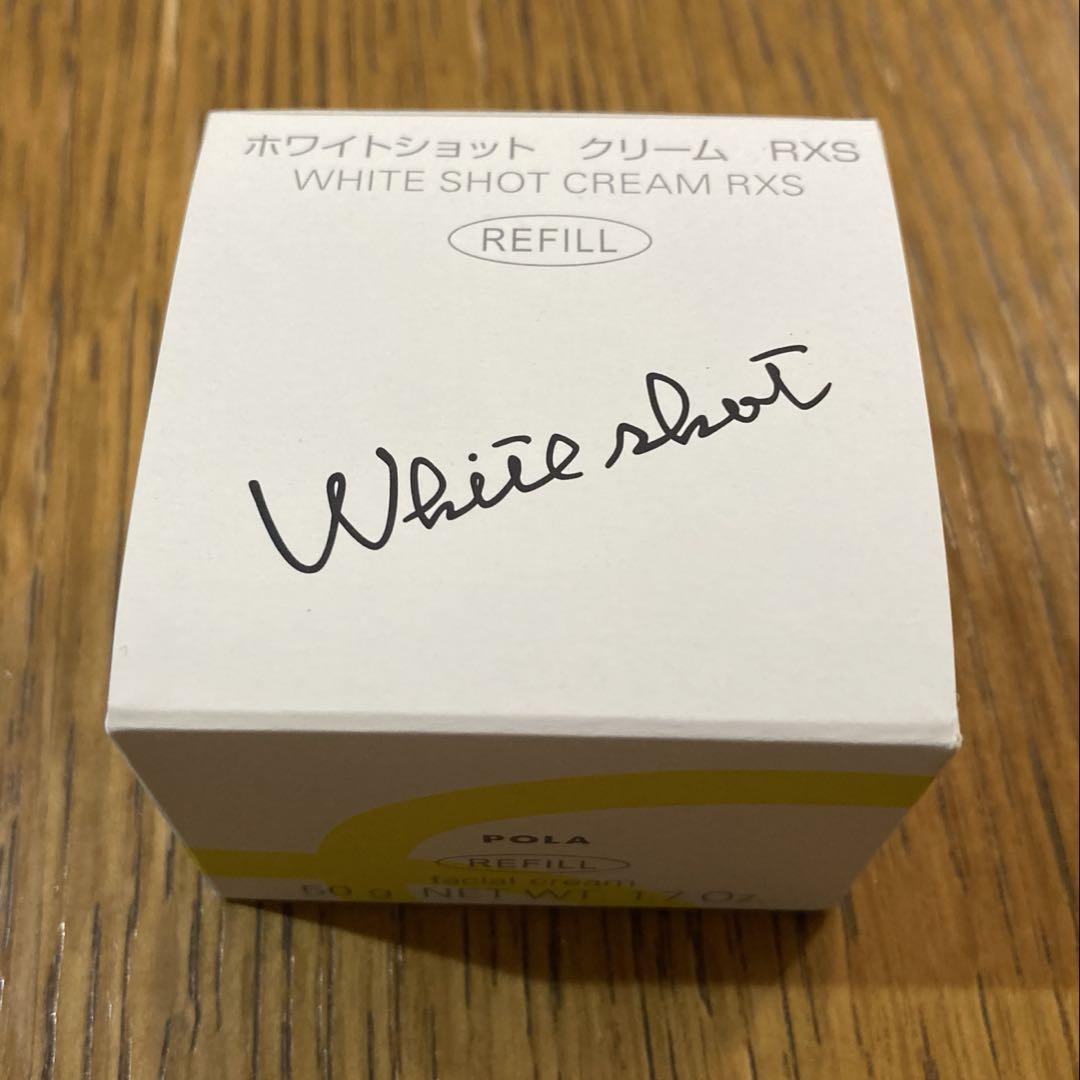 ホワイトショット　クリーム　RXS
WHITE SHOT CREAM RXS
REFILL
White shot
POLA
REFILL
facial cream
50 g NET WT 1.7 Oz.